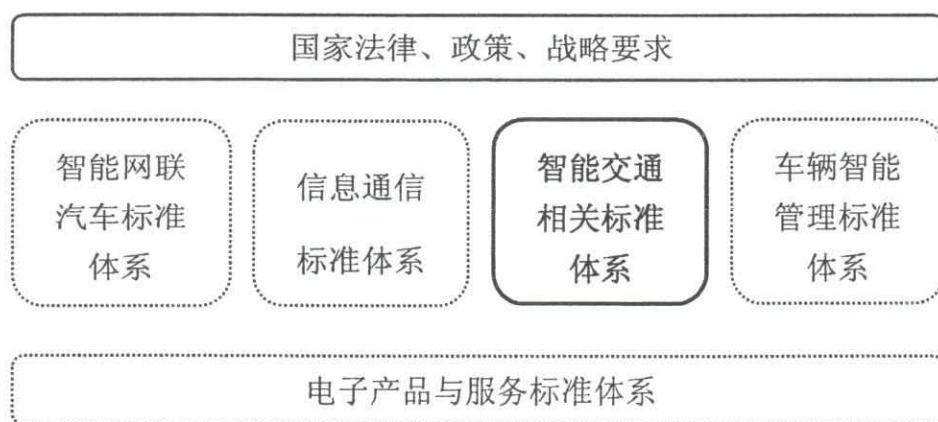 国家法律、政策、战略要求
智能网联
汽车标准
体系
信息通信
标准体系
智能交通
相关标准
体系
车辆智能
管理标准
体系
电子产品与服务标准体系